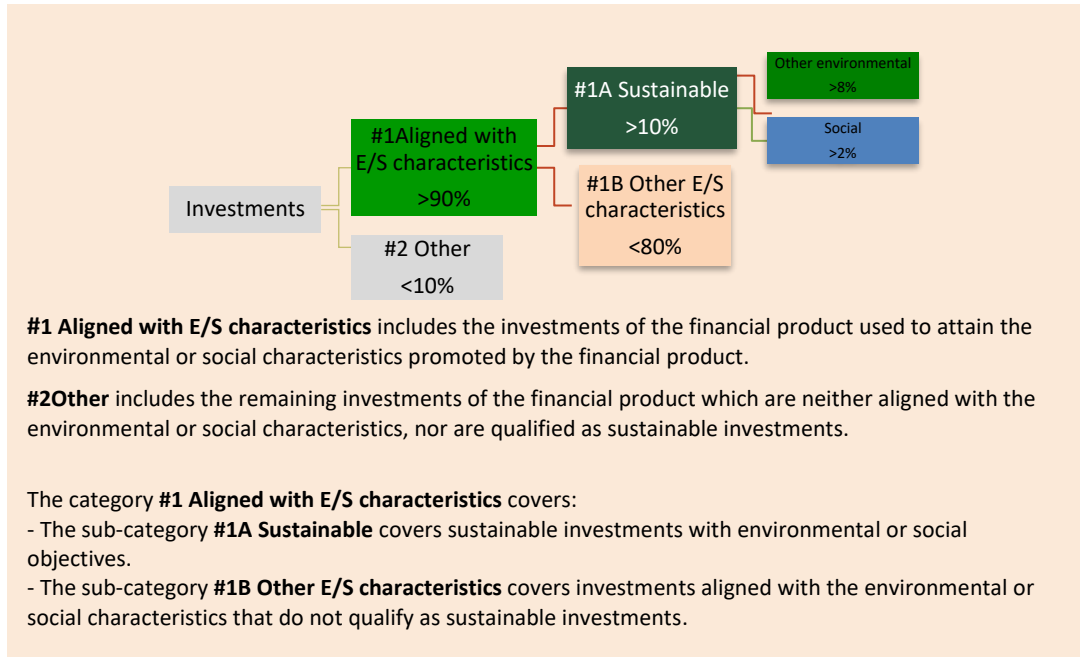 Other environmental
>8%
#1A Sustainable
>10%
Social
>2%
#1Aligned with
E/S characteristics
>90%
#1B Other E/S
characteristics
<80%
Investments
#2 Other
<10%
#1 Aligned with E/S characteristics includes the investments of the financial product used to attain the
environmental or social characteristics promoted by the financial product.
#2Other includes the remaining investments of the financial product which are neither aligned with the
environmental or social characteristics, nor are qualified as sustainable investments.
The category #1 Aligned with E/S characteristics covers:
- The sub-category #1A Sustainable covers sustainable investments with environmental or social
objectives.
- The sub-category #1B Other E/S characteristics covers investments aligned with the environmental or
social characteristics that do not qualify as sustainable investments.